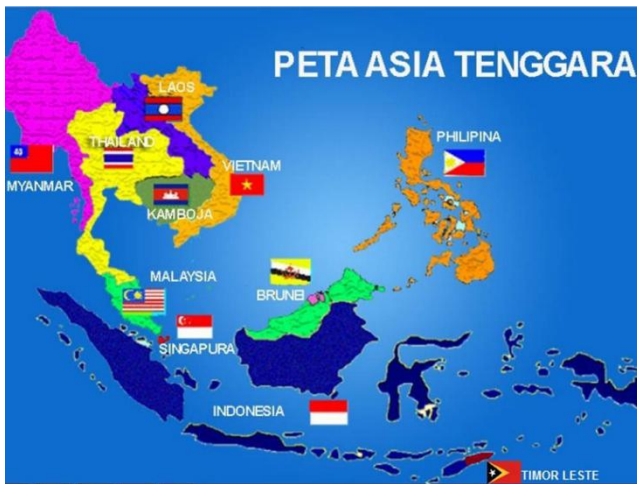 PETA ASIA TENGGARA
LAOS
THAILAND
PHILIPINA
VIETNAM
MYANMAR
KAMBOJA
MALAYSIA
BRUNEI
SINGAPURA
INDONESIA
TIMOR LESTE